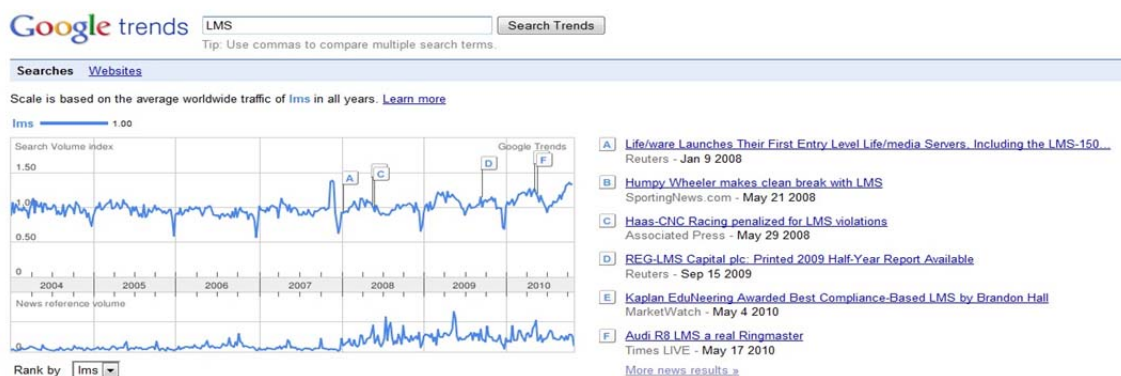 Google trends
LMS
Search Trends
Tip: Use commas to compare multiple search terms.
Searches Websites
Scale is based on the average worldwide traffic of lms in all years. Learn more
lms 1.00
Search Volume index Google Trends
1.50
1.00
0.50
0
A
C
D
F
2004 2005 2006 2007 2008 2009 2010
News reference volume
0
Rank by lms
A Life/ware Launches Their First Entry Level Life/media Servers, Including the LMS-150...
Reuters - Jan 9 2008
B Humpy Wheeler makes clean break with LMS
SportingNews.com - May 21 2008
C Haas-CNC Racing penalized for LMS violations
Associated Press - May 29 2008
D REG-LMS Capital plc: Printed 2009 Half-Year Report Available
Reuters - Sep 15 2009
E Kaplan EduNeering Awarded Best Compliance-Based LMS by Brandon Hall
MarketWatch - May 4 2010
F Audi R8 LMS a real Ringmaster
Times LIVE - May 17 2010
More news results »